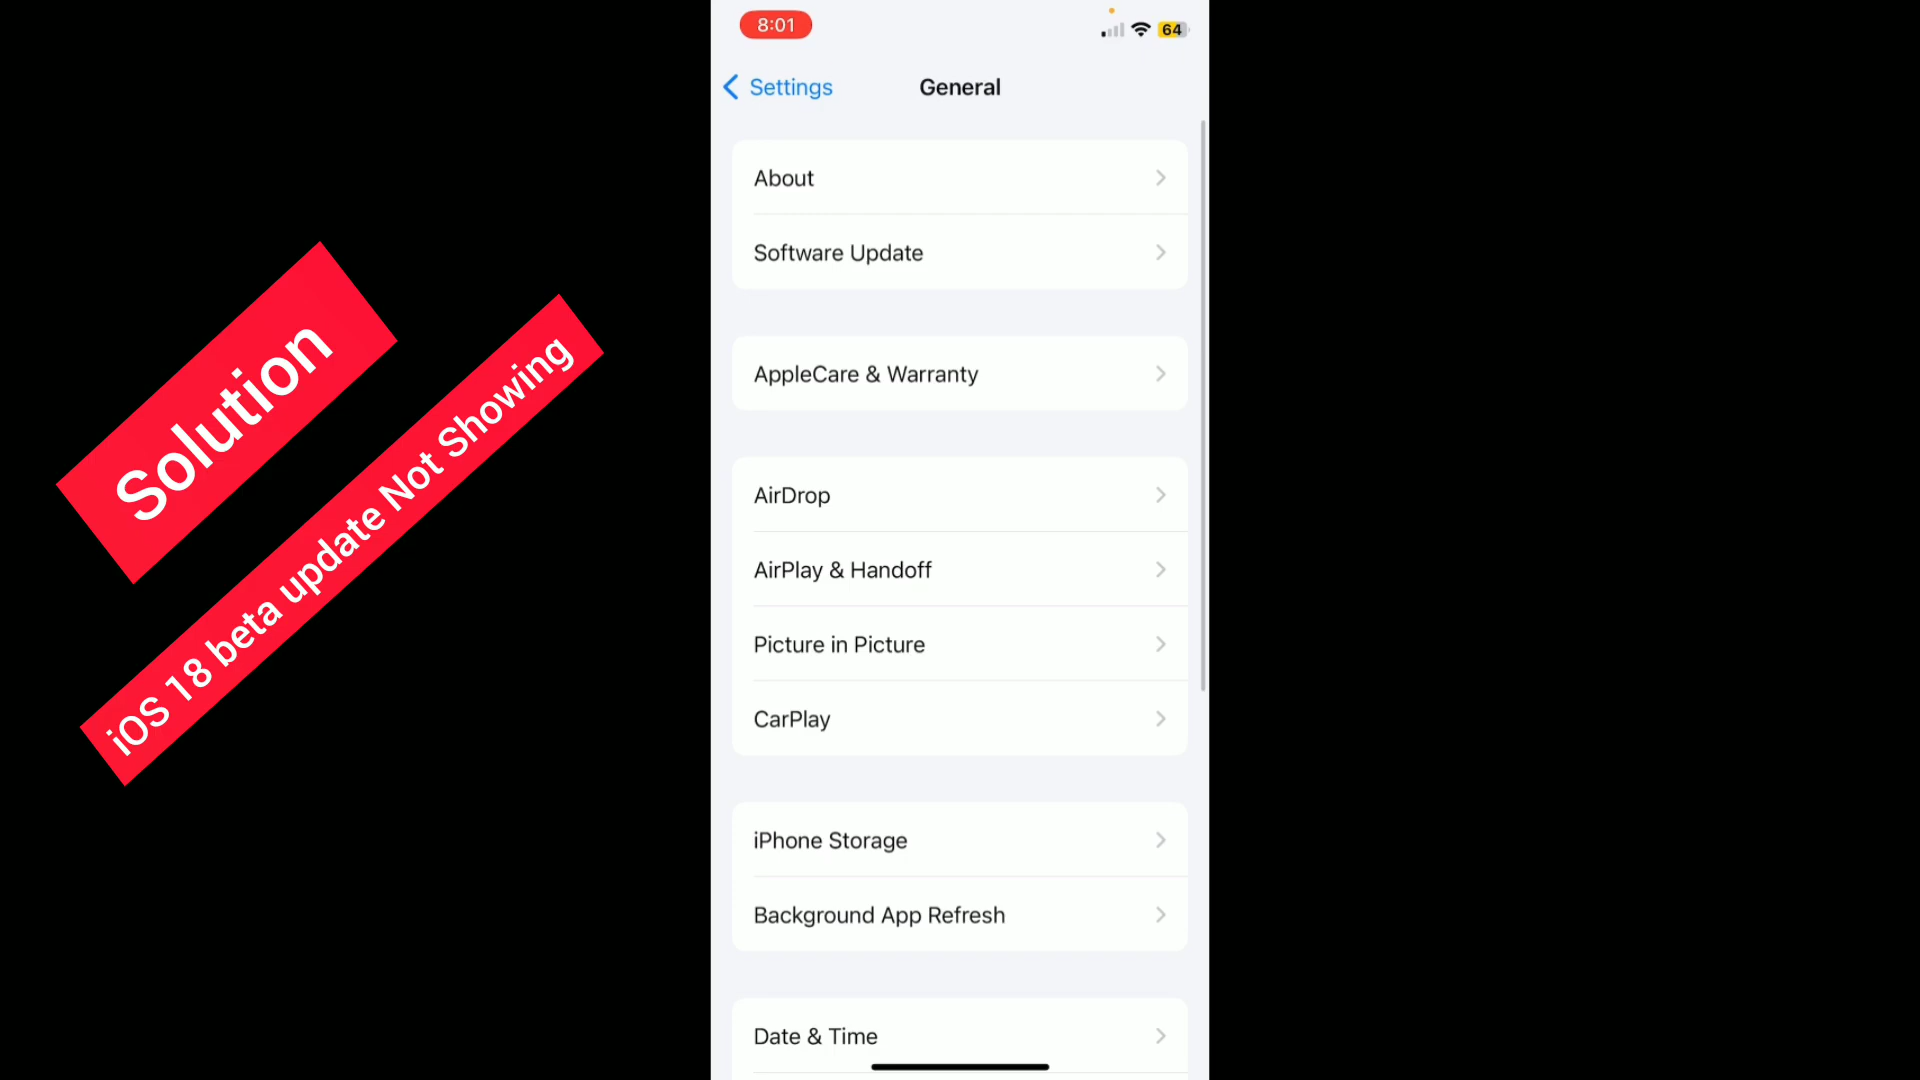 8:01
64
Settings
General
About
Software Update
AppleCare & Warranty
AirDrop
AirPlay & Handoff
Picture in Picture
CarPlay
iPhone Storage
Background App Refresh
Date & Time
Solution
iOS 18 beta update Not Showing